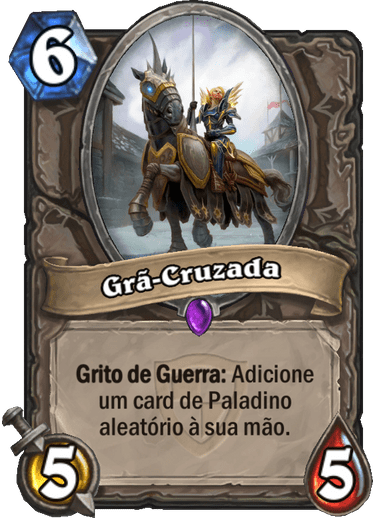 6
Grã-Cruzada
Grito de Guerra: Adicione
um card de Paladino
aleatório à sua mão.
5
5